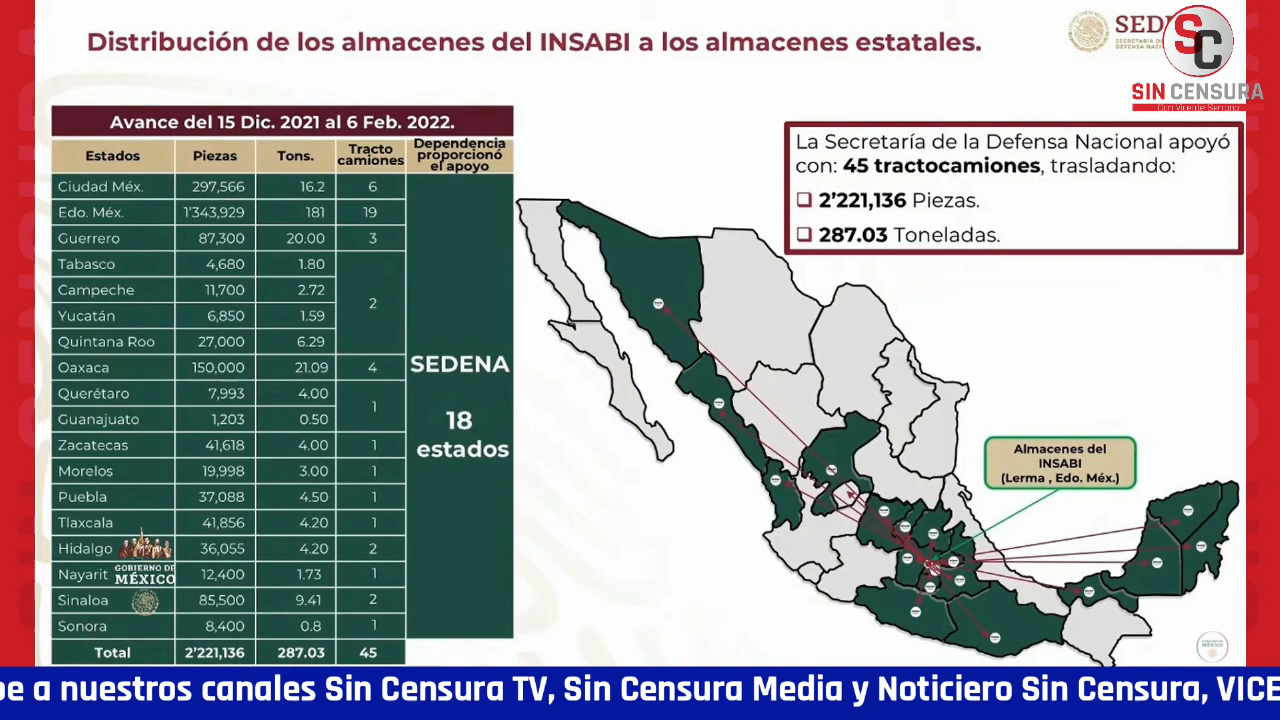 Distribución de los almacenes del INSABI a los almacenes estatales.
SC
SIN CENSURA
Con Vicente Serrano
Avance del 15 Dic. 2021 al 6 Feb. 2022.
Estados Piezas Tons. Tracto camiones Dependencia proporcionó el apoyo
Ciudad Méx. 297,566 16.2 6
Edo. Méx. 1'343,929 181 19
Guerrero 87,300 20.00 3
Tabasco 4,680 1.80
Campeche 11,700 2.72
2
Yucatán 6,850 1.59
Quintana Roo 27,000 6.29
Oaxaca 150,000 21.09 4
Querétaro 7,993 4.00
1
Guanajuato 1,203 0.50
Zacatecas 41,618 4.00 1
Morelos 19,998 3.00 1
Puebla 37,088 4.50 1
Tlaxcala 41,856 4.20 1
Hidalgo 36,055 4.20 2
Nayarit 12,400 1.73 1
Sinaloa 85,500 9.41 2
Sonora 8,400 0.8 1
Total 2'221,136 287.03 45
SEDENA
18
estados
GOBIERNO DE
MÉXICO
La Secretaría de la Defensa Nacional apoyó
con: 45 tractocamiones, trasladando:
❑ 2'221,136 Piezas.
❑ 287.03 Toneladas.
Almacenes del
INSABI
(Lerma , Edo. Méx.)
a nuestros canales Sin Censura TV, Sin Censura Media y Noticiero Sin Censura, VICE